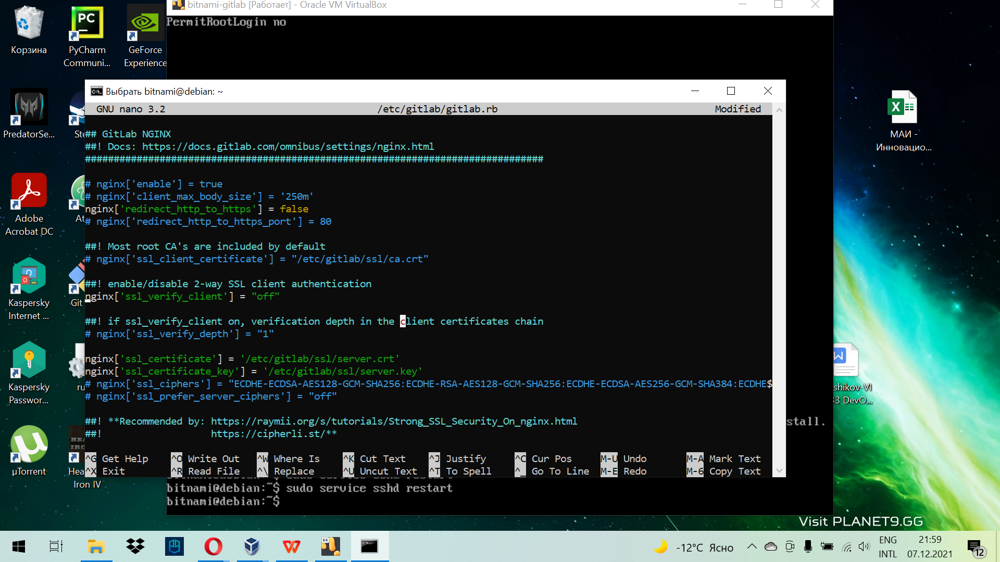 bitnami-gitlab [Работает] - Oracle VM VirtualBox
PermitRootLogin no
Корзина
PyCharm
Communi...
GeForce
Experience
PredatorSe...
Ste
Adobe
Acrobat DC
At
Kaspersky
Internet ...
Git
Kaspersky
Passwor...
ru
µTorrent
Hea
Iron IV
Выбрать bitnami@debian: ~
GNU nano 3.2
/etc/gitlab/gitlab.rb
Modified
## GitLab NGINX
##! Docs: https://docs.gitlab.com/omnibus/settings/nginx.html
################################################################################
# nginx['enable'] = true
# nginx['client_max_body_size'] = '250m'
nginx['redirect_http_to_https'] = false
# nginx['redirect_http_to_https_port'] = 80
##! Most root CA's are included by default
# nginx['ssl_client_certificate'] = "/etc/gitlab/ssl/ca.crt"
##! enable/disable 2-way SSL client authentication
nginx['ssl_verify_client'] = "off"
##! if ssl_verify_client on, verification depth in the client certificates chain
# nginx['ssl_verify_depth'] = "1"
nginx['ssl_certificate'] = '/etc/gitlab/ssl/server.crt'
nginx['ssl_certificate_key'] = '/etc/gitlab/ssl/server.key'
# nginx['ssl_ciphers'] = "ECDHE-ECDSA-AES128-GCM-SHA256:ECDHE-RSA-AES128-GCM-SHA256:ECDHE-ECDSA-AES256-GCM-SHA384:ECDHE$
# nginx['ssl_prefer_server_ciphers'] = "off"
##! **Recommended by: https://raymii.org/s/tutorials/Strong_SSL_Security_On_nginx.html
##! https://cipherli.st/**
^G Get Help ^O Write Out ^W Where Is ^K Cut Text ^J Justify ^C Cur Pos M-U Undo M-A Mark Text
^X Exit ^R Read File ^\ Replace ^U Uncut Text ^T To Spell ^_ Go To Line M-E Redo M-6 Copy Text
stall.
bitnami@debian:~$ sudo service sshd restart
bitnami@debian:~$ sudo service sshd restart
bitnami@debian:~$
МАИ -
Инновацио...
shikov-VI
33 DevO...
Visit PLANET9.GG
-12°C Ясно
ENG
INTL
21:59
07.12.2021
12